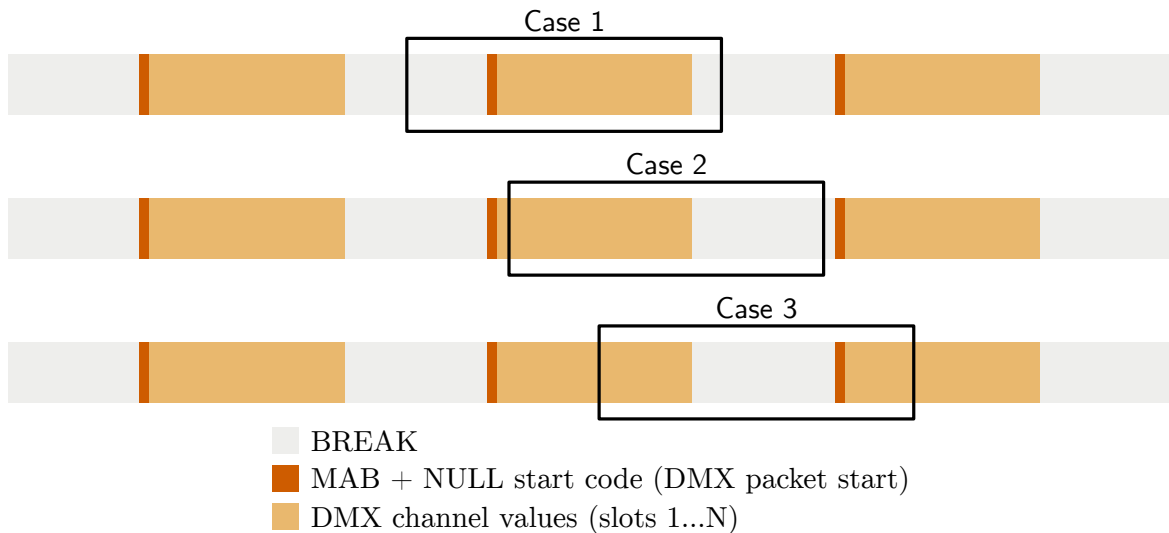 Case 1
Case 2
Case 3
BREAK
MAB + NULL start code (DMX packet start)
DMX channel values (slots 1...N)